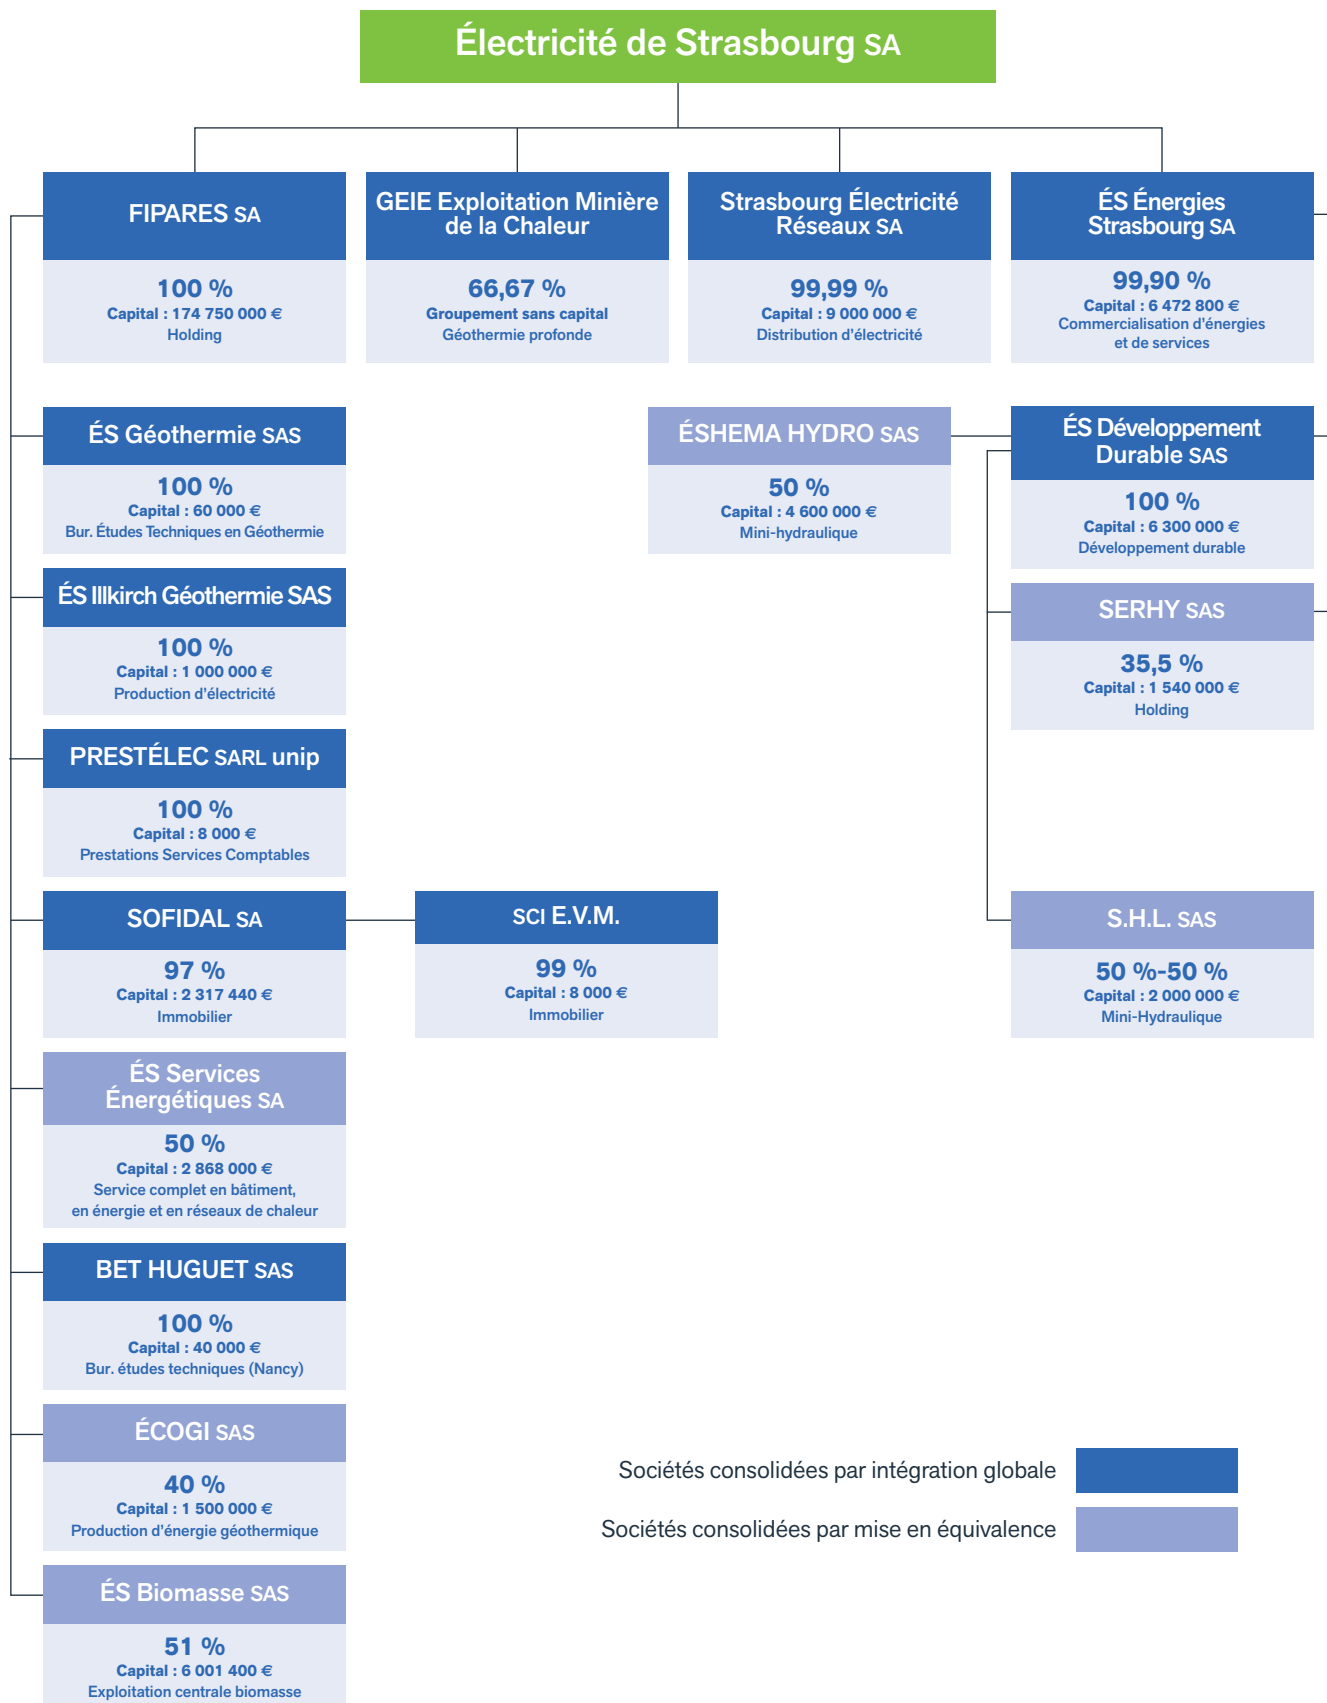 Électricité de Strasbourg SA
FIPARES SA
100 %
Capital : 174 750 000 €
Holding
GEIE Exploitation Minière
de la Chaleur
66,67 %
Groupement sans capital
Géothermie profonde
Strasbourg Électricité
Réseaux SA
99,99 %
Capital : 9 000 000 €
Distribution d'électricité
ÉS Énergies
Strasbourg SA
99,90 %
Capital : 6 472 800 €
Commercialisation d'énergies
et de services
ÉS Géothermie SAS
100 %
Capital : 60 000 €
Bur. Études Techniques en Géothermie
ÉSHEMA HYDRO SAS
50 %
Capital : 4 600 000 €
Mini-hydraulique
ÉS Développement
Durable SAS
100 %
Capital : 6 300 000 €
Développement durable
ÉS Illkirch Géothermie SAS
100 %
Capital : 1 000 000 €
Production d'électricité
SERHY SAS
35,5 %
Capital : 1 540 000 €
Holding
PRESTÉLEC SARL unip
100 %
Capital : 8 000 €
Prestations Services Comptables
SOFIDAL SA
97 %
Capital : 2 317 440 €
Immobilier
SCI E.V.M.
99 %
Capital : 8 000 €
Immobilier
S.H.L. SAS
50 %-50 %
Capital : 2 000 000 €
Mini-Hydraulique
ÉS Services
Énergétiques SA
50 %
Capital : 2 868 000 €
Service complet en bâtiment,
en énergie et en réseaux de chaleur
BET HUGUET SAS
100 %
Capital : 40 000 €
Bur. études techniques (Nancy)
ÉCOGI SAS
40 %
Capital : 1 500 000 €
Production d'énergie géothermique
ÉS Biomasse SAS
51 %
Capital : 6 001 400 €
Exploitation centrale biomasse
Sociétés consolidées par intégration globale
Sociétés consolidées par mise en équivalence